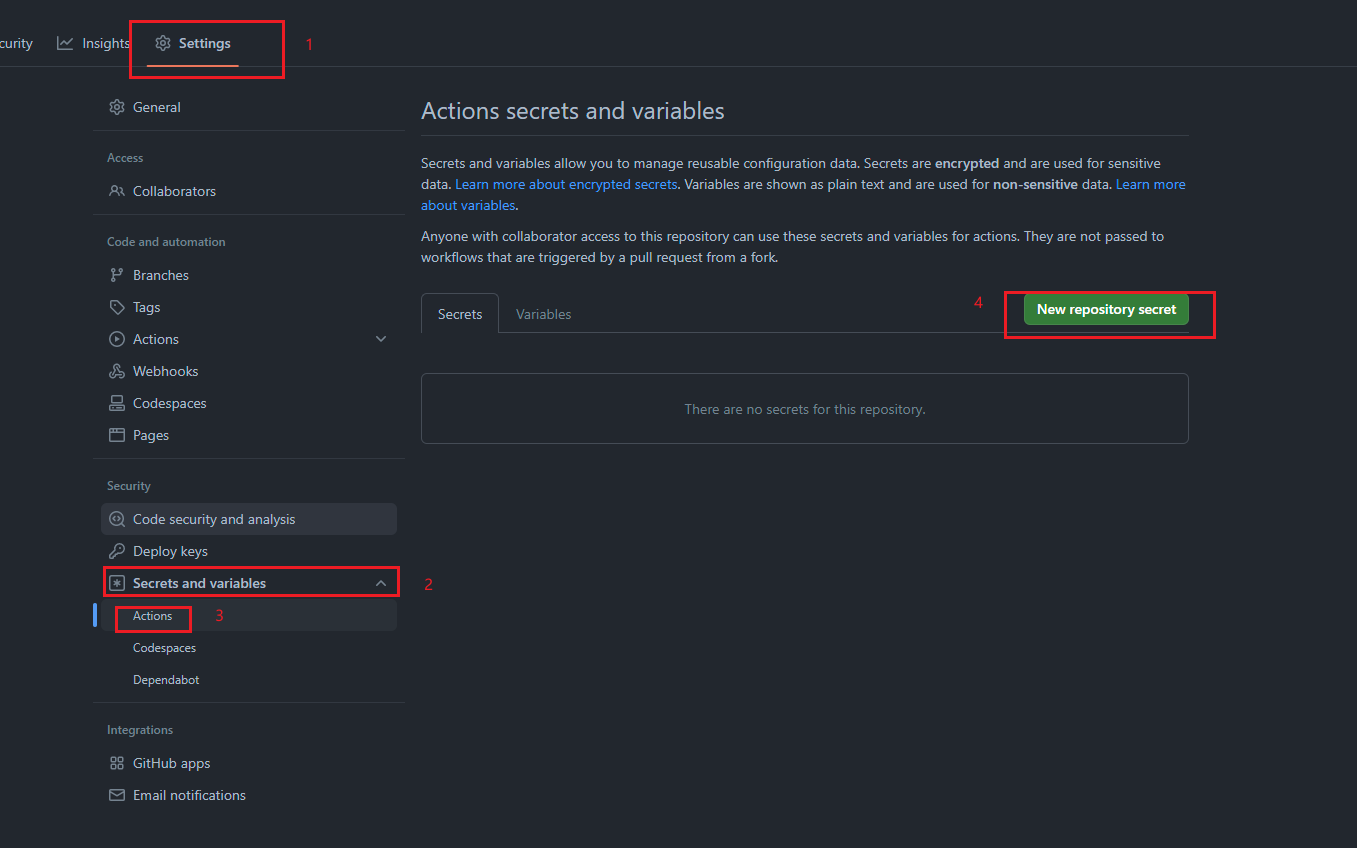 curity Insights Settings 1
General
Access
Collaborators
Code and automation
Branches
Tags
Actions
Webhooks
Codespaces
Pages
Security
Code security and analysis
Deploy keys
Secrets and variables 2
Actions 3
Codespaces
Dependabot
Integrations
GitHub apps
Email notifications
Actions secrets and variables
Secrets and variables allow you to manage reusable configuration data. Secrets are encrypted and are used for sensitive
data. Learn more about encrypted secrets. Variables are shown as plain text and are used for non-sensitive data. Learn more
about variables.
Anyone with collaborator access to this repository can use these secrets and variables for actions. They are not passed to
workflows that are triggered by a pull request from a fork.
Secrets Variables 4 New repository secret
There are no secrets for this repository.